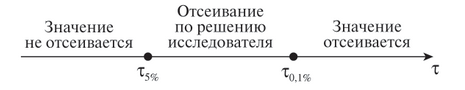 Значение
не отсеивается
Отсеивание
по решению
исследователя
Значение
отсеивается
τ5%
τ0,1%
τ